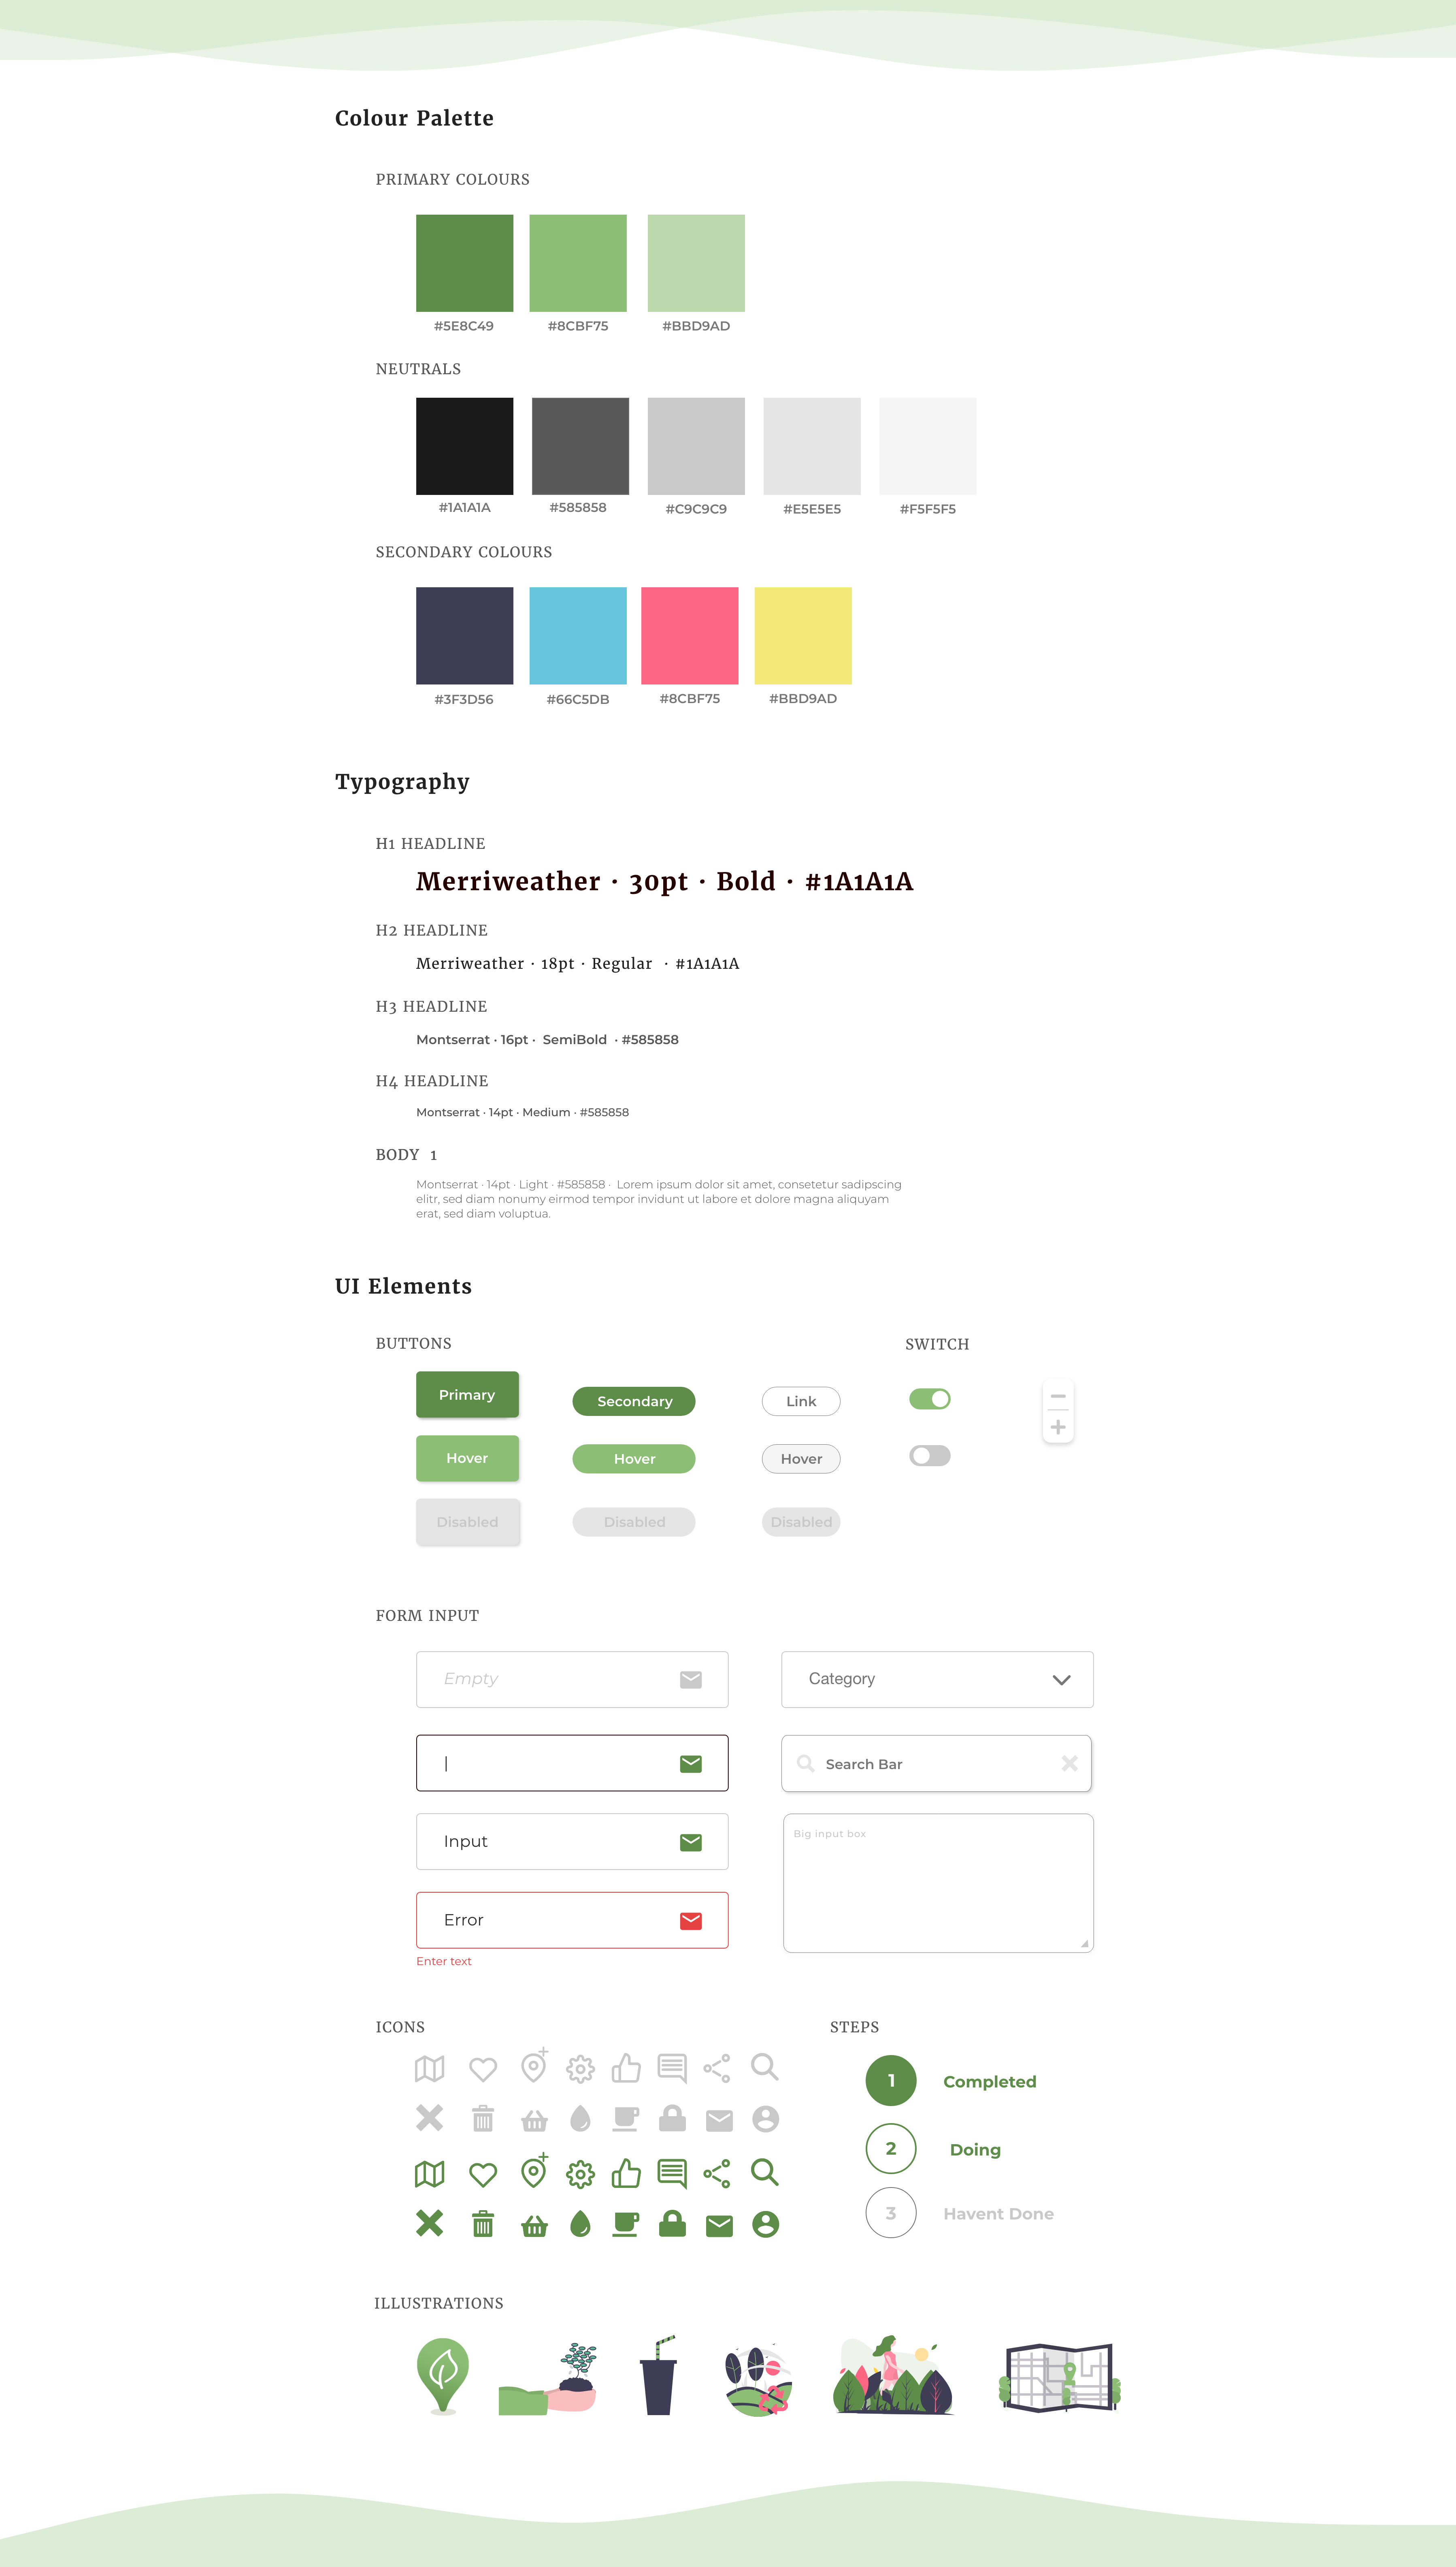 Colour Palette
PRIMARY COLOURS
#5E8C49 #8CBF75 #BBD9AD
NEUTRALS
#1A1A1A #585858 #C9C9C9 #E5E5E5 #F5F5F5
SECONDARY COLOURS
#3F3D56 #66C5DB #8CBF75 #BBD9AD
Typography
H1 HEADLINE
Merriweather · 30pt · Bold · #1A1A1A
H2 HEADLINE
Merriweather · 18pt · Regular · #1A1A1A
H3 HEADLINE
Montserrat · 16pt · SemiBold · #585858
H4 HEADLINE
Montserrat · 14pt · Medium · #585858
BODY 1
Montserrat · 14pt · Light · #585858 · Lorem ipsum dolor sit amet, consetetur sadipscing
elitr, sed diam nonumy eirmod tempor invidunt ut labore et dolore magna aliquyam
erat, sed diam voluptua.
UI Elements
BUTTONS SWITCH
Primary Secondary Link
Hover Hover Hover
Disabled Disabled Disabled
FORM INPUT
Empty Category
Search Bar
Input Big input box
Error
Enter text
ICONS STEPS
1 Completed
2 Doing
3 Havent Done
ILLUSTRATIONS